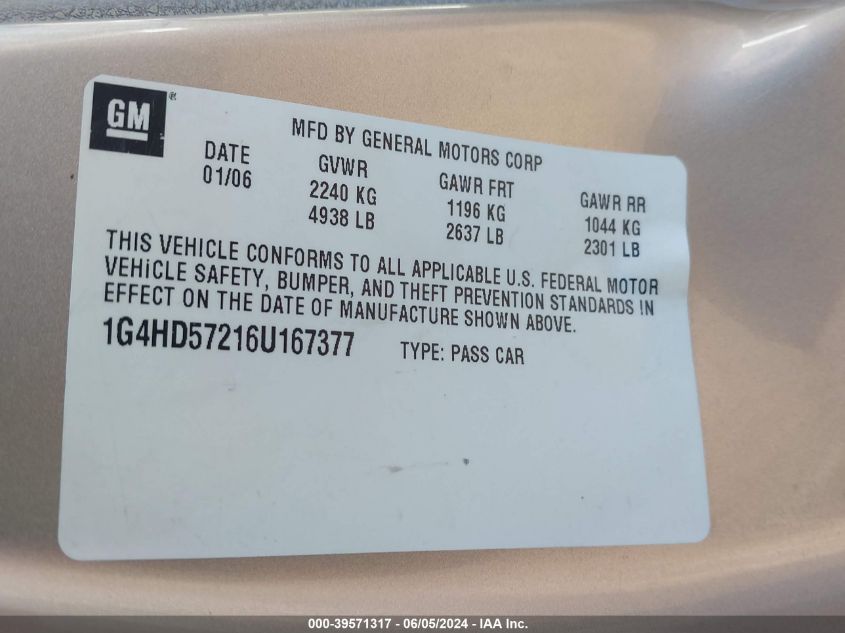 GM ®
MFD BY GENERAL MOTORS CORP
DATE GVWR GAWR FRT GAWR RR
01/06 2240 KG 1196 KG 1044 KG
4938 LB 2637 LB 2301 LB
THIS VEHICLE CONFORMS TO ALL APPLICABLE U.S. FEDERAL MOTOR
VEHICLE SAFETY, BUMPER, AND THEFT PREVENTION STANDARDS IN
EFFECT ON THE DATE OF MANUFACTURE SHOWN ABOVE.
1G4HD57216U167377 TYPE: PASS CAR
000-39571317 - 06/05/2024 - IAA Inc.